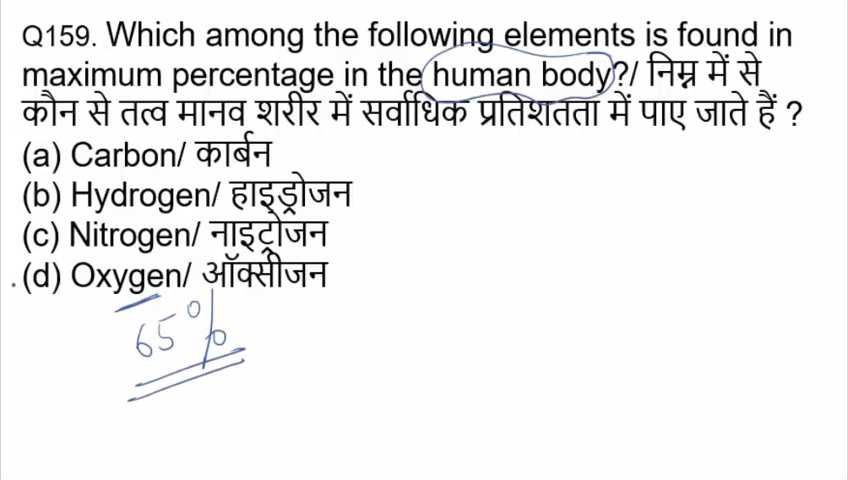 Q159. Which among the following elements is found in
maximum percentage in the human body?/ निम्न में से
कौन से तत्व मानव शरीर में सर्वाधिक प्रतिशतता में पाए जाते हैं ?
(a) Carbon/ कार्बन
(b) Hydrogen/ हाइड्रोजन
(c) Nitrogen/ नाइट्रोजन
(d) Oxygen/ ऑक्सीजन
65%